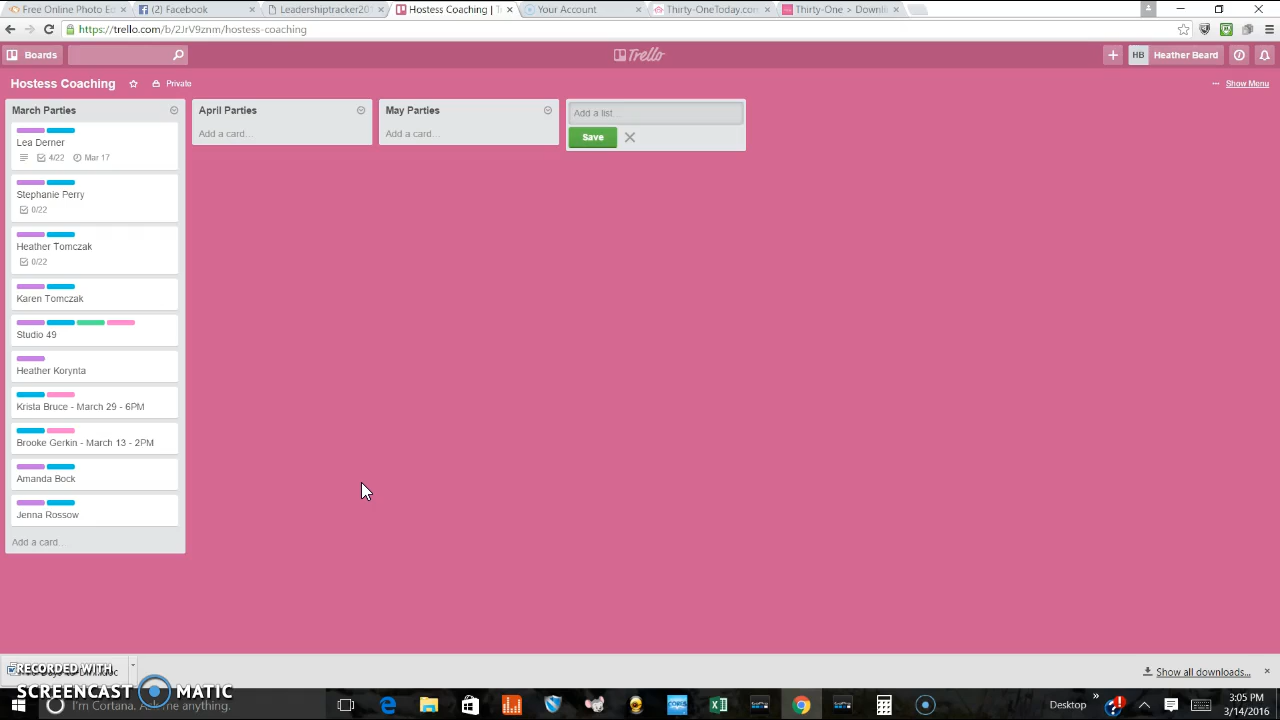 Free Online Photo Ed
(2) Facebook
Leadershiptracker201
Hostess Coaching | T
Your Account
Thirty-OneToday.com
Thirty-One > Downl
https://trello.com/b/2JrV9znm/hostess-coaching
Boards
Trello
HB Heather Beard
Hostess Coaching
Private
Show Menu
March Parties
Lea Derner
4/22 Mar 17
Stephanie Perry
0/22
Heather Tomczak
0/22
Karen Tomczak
Studio 49
Heather Korynta
Krista Bruce - March 29 - 6PM
Brooke Gerkin - March 13 - 2PM
Amanda Bock
Jenna Rossow
Add a card...
April Parties
Add a card...
May Parties
Add a card...
Add a list...
Save
Show all downloads...
RECORDED WITH
SCREENCAST MATIC
I'm Cortana. Ask me anything.
Desktop
3:05 PM
3/14/2016